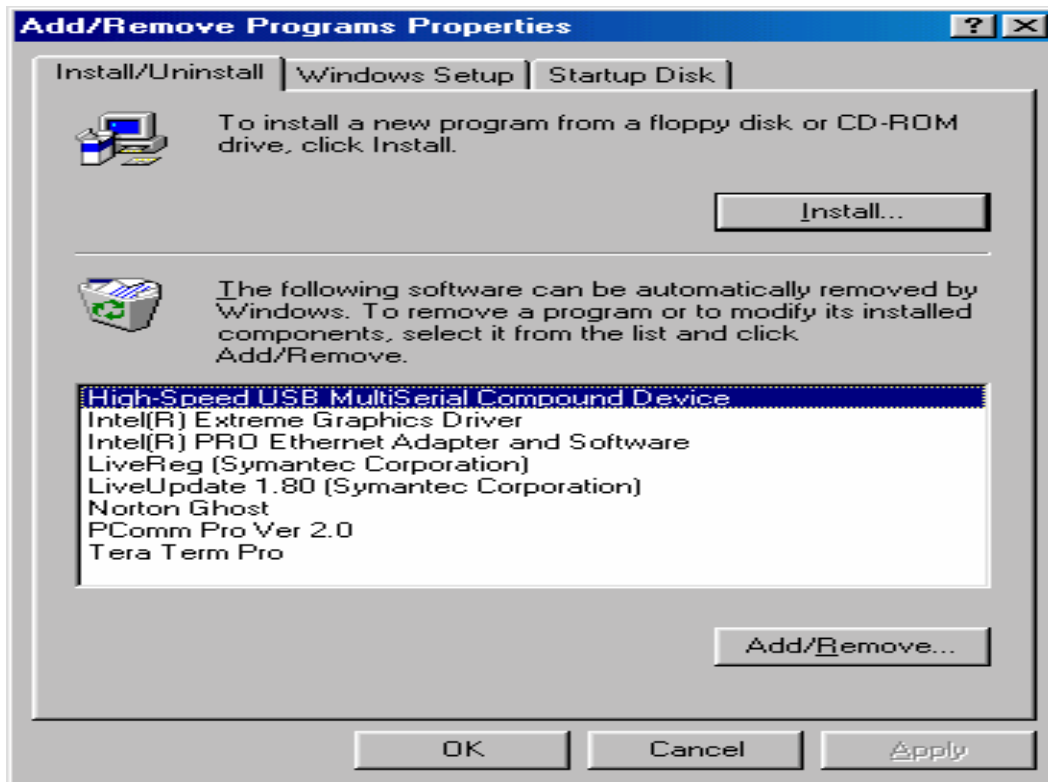 Add/Remove Programs Properties
Install/Uninstall
Windows Setup
Startup Disk
To install a new program from a floppy disk or CD-ROM
drive, click Install.
Install...
The following software can be automatically removed by
Windows. To remove a program or to modify its installed
components, select it from the list and click
Add/Remove.
High-Speed USB MultiSerial Compound Device
Intel(R) Extreme Graphics Driver
Intel(R) PRO Ethernet Adapter and Software
LiveReg (Symantec Corporation)
LiveUpdate 1.80 (Symantec Corporation)
Norton Ghost
PComm Pro Ver 2.0
Tera Term Pro
Add/Remove...
OK
Cancel
Apply